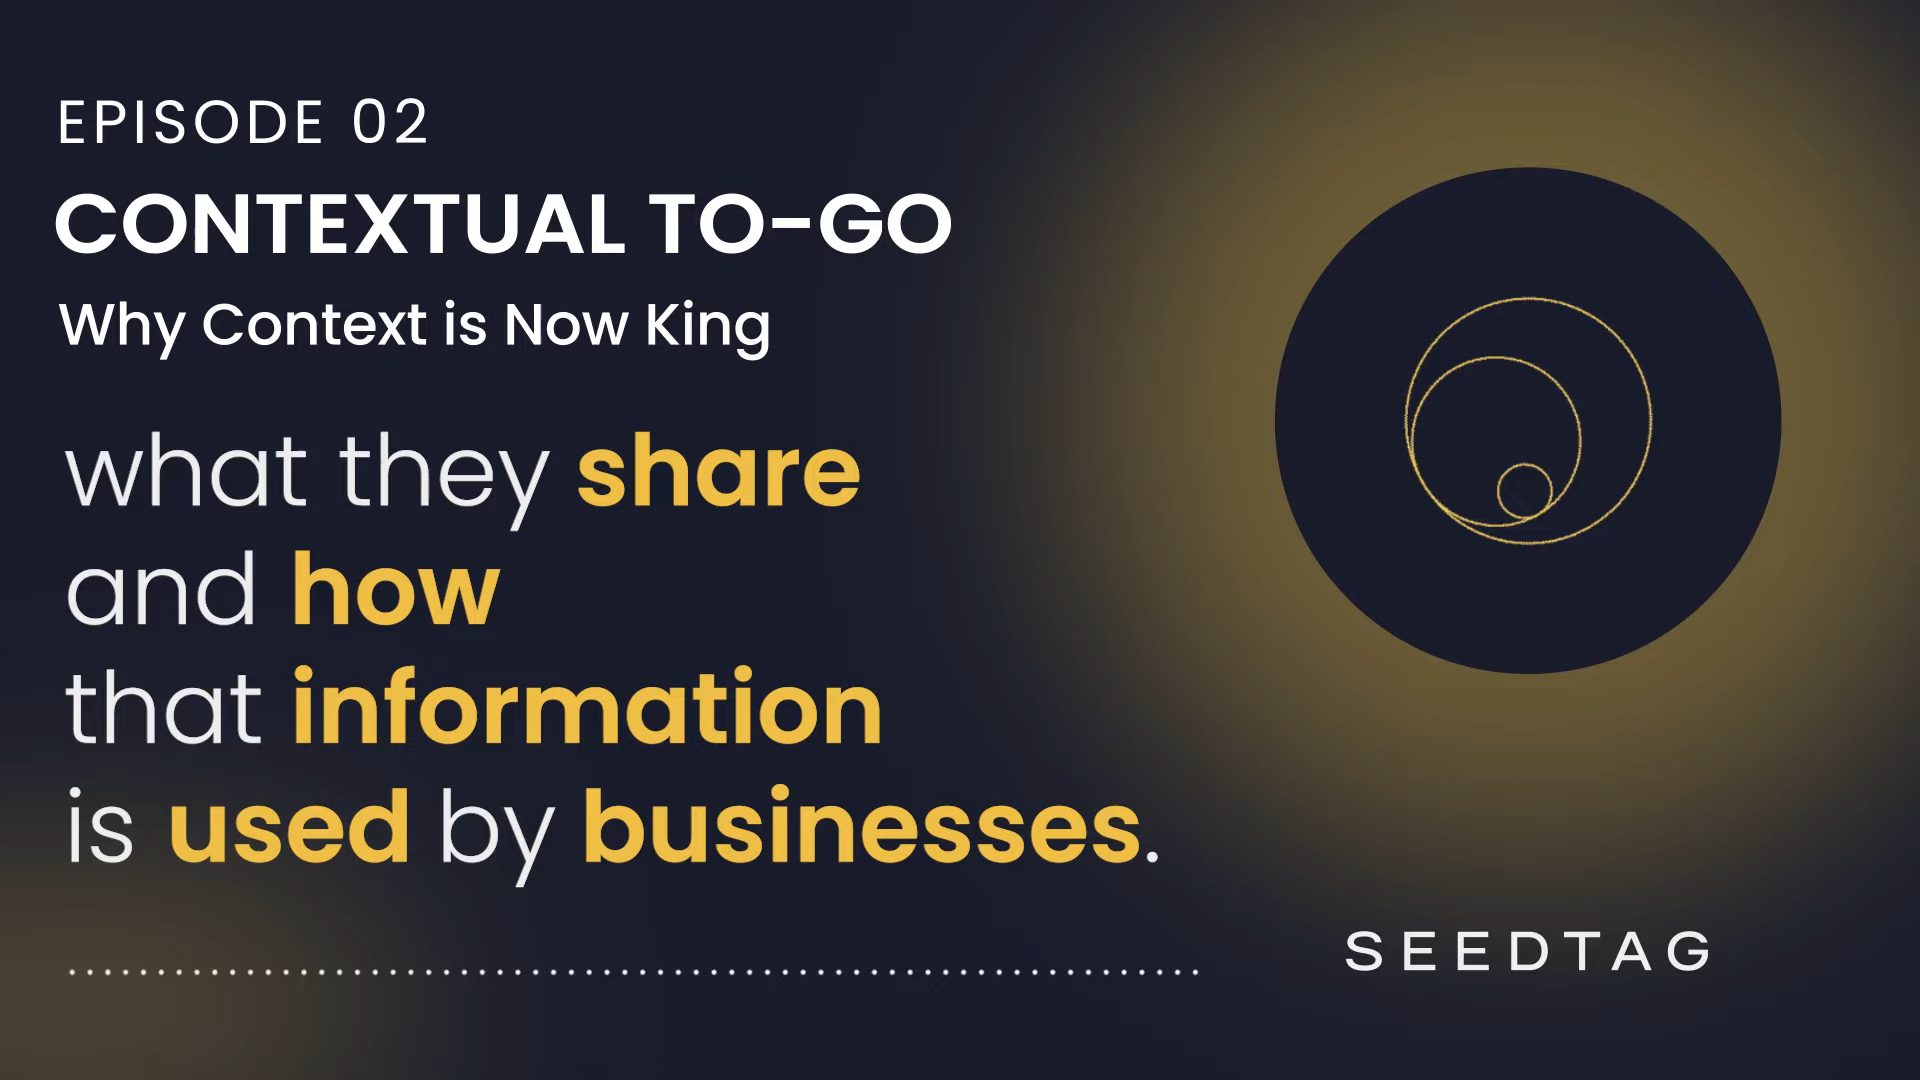 EPISODE 02
CONTEXTUAL TO-GO
Why Context is Now King
what they share
and how
that information
is used by businesses.
SEEDTAG